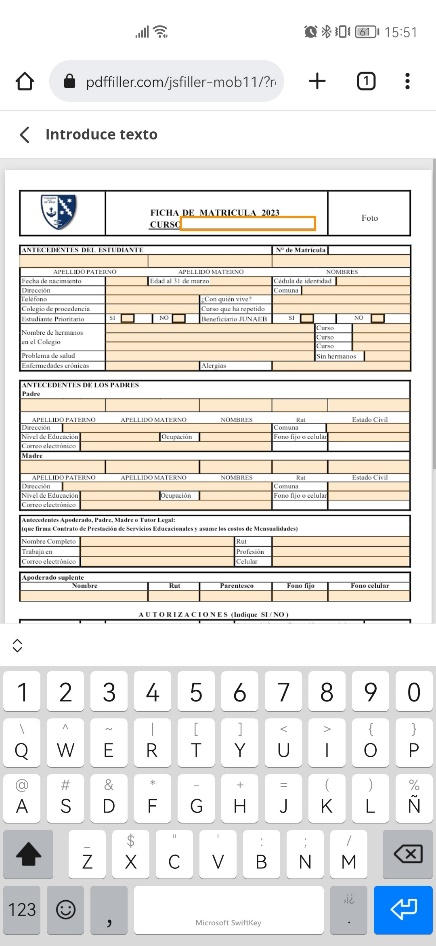 61 15:51
pdffiller.com/jsfiller-mob11/?r
1
Introduce texto
FICHA DE MATRICULA 2023
CURSO
Foto
ANTECEDENTES DEL ESTUDIANTE Nº de Matrícula
APELLIDO PATERNO APELLIDO MATERNO NOMBRES
Fecha de nacimiento Edad al 31 de marzo Cédula de identidad
Dirección Comuna
Teléfono ¿Con quién vive?
Colegio de procedencia Curso que ha repetido
Estudiante Prioritario SI NO Beneficiario JUNAEB SI NO
Nombre de hermanos en el Colegio
Curso
Curso
Curso
Problema de salud Sin hermanos
Enfermedades crónicas Alergias
ANTECEDENTES DE LOS PADRES
Padre
APELLIDO PATERNO APELLIDO MATERNO NOMBRES Rut Estado Civil
Dirección Comuna
Nivel de Educación Ocupación Fono fijo o celular
Correo electrónico
Madre
APELLIDO PATERNO APELLIDO MATERNO NOMBRES Rut Estado Civil
Dirección Comuna
Nivel de Educación Ocupación Fono fijo o celular
Correo electrónico
Antecedentes Apoderado, Padre, Madre o Tutor Legal:
(que firma Contrato de Prestación de Servicios Educacionales y asume los costos de Mensualidades)
Nombre Completo Rut
Trabaja en Profesión
Correo electrónico Celular
Apoderado suplente
Nombre Rut Parentesco Fono fijo Fono celular
AUTORIZACIONES (Indique SI/NO)
1 2 3 4 5 6 7 8 9 0
\ ^ ~ | [ ] < > { }
Q W E R T Y U I O P
@ # & * - + = ( ) %
A S D F G H J K L Ñ
_ $ " ' : ; /
Z X C V B N M
123 , Microsoft SwiftKey .